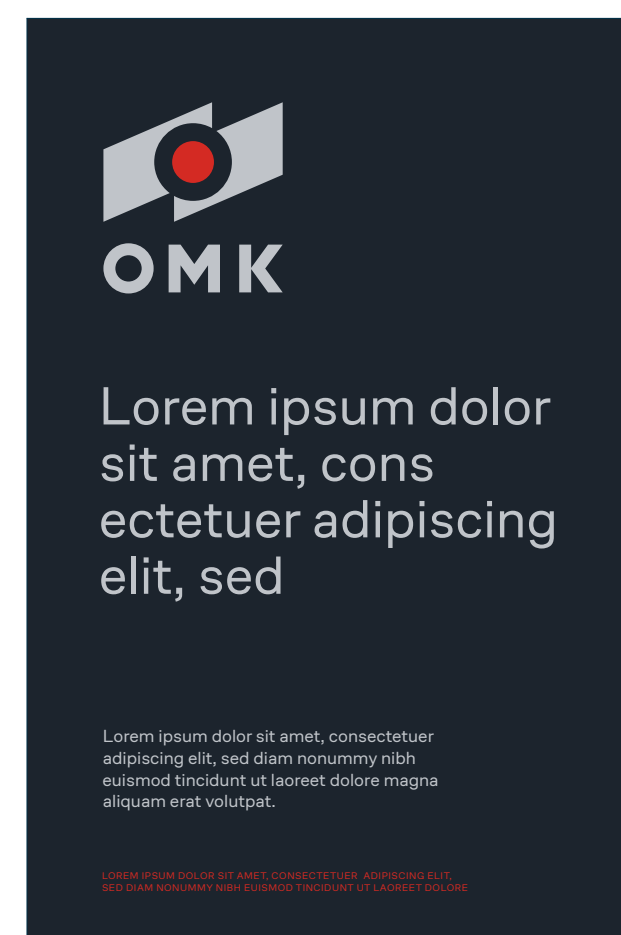 OMK
Lorem ipsum dolor
sit amet, cons
ectetuer adipiscing
elit, sed
Lorem ipsum dolor sit amet, consectetuer
adipiscing elit, sed diam nonummy nibh
euismod tincidunt ut laoreet dolore magna
aliquam erat volutpat.
LOREM IPSUM DOLOR SIT AMET, CONSECTETUER ADIPISCING ELIT,
SED DIAM NONUMMY NIBH EUISMOD TINCIDUNT UT LAOREET DOLORE